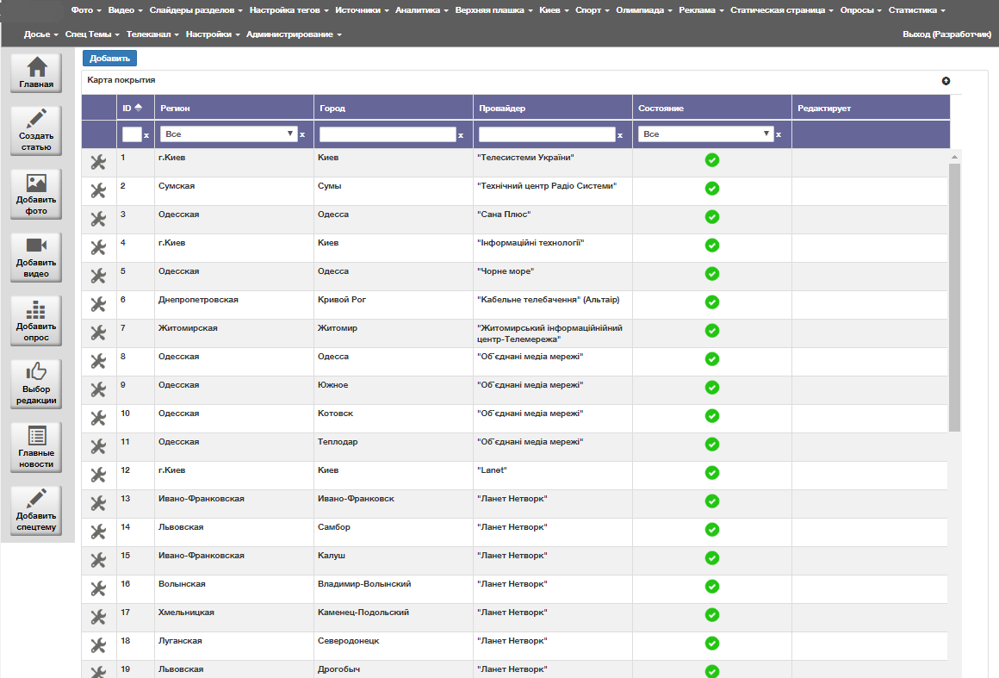 Фото Видео Слайдеры разделов Настройка тегов Источники Аналитика Верхняя плашка Киев Спорт Олимпиада Реклама Статическая страница Опросы Статистика
Досье Спец Темы Телеканал Настройки Администрирование Выход (Разработчик)
Главная
Создать
статью
Добавить
фото
Добавить
видео
Добавить
опрос
Выбор
редакции
Главные
новости
Добавить
спецтему
Добавить
Карта покрытия
ID Регион Город Провайдер Состояние Редактирует
x Все x x x Все x
1 г.Киев Киев "Телесистеми України"
2 Сумская Сумы "Технічний центр Радіо Системи"
3 Одесская Одесса "Сана Плюс"
4 г.Киев Киев "Інформаційні технології"
5 Одесская Одесса "Чорне море"
6 Днепропетровская Кривой Рог "Кабельне телебачення" (Альтаір)
7 Житомирская Житомир "Житомирський інформаційнійний
центр-Телемережа"
8 Одесская Одесса "Об`єднані медіа мережі"
9 Одесская Южное "Об`єднані медіа мережі"
10 Одесская Котовск "Об`єднані медіа мережі"
11 Одесская Теплодар "Об`єднані медіа мережі"
12 г.Киев Киев "Lanet"
13 Ивано-Франковская Ивано-Франковск "Ланет Нетворк"
14 Львовская Самбор "Ланет Нетворк"
15 Ивано-Франковская Калуш "Ланет Нетворк"
16 Волынская Владимир-Волынский "Ланет Нетворк"
17 Хмельницкая Каменец-Подольский "Ланет Нетворк"
18 Луганская Северодонецк "Ланет Нетворк"
19 Львовская Дрогобыч "Ланет Нетворк"